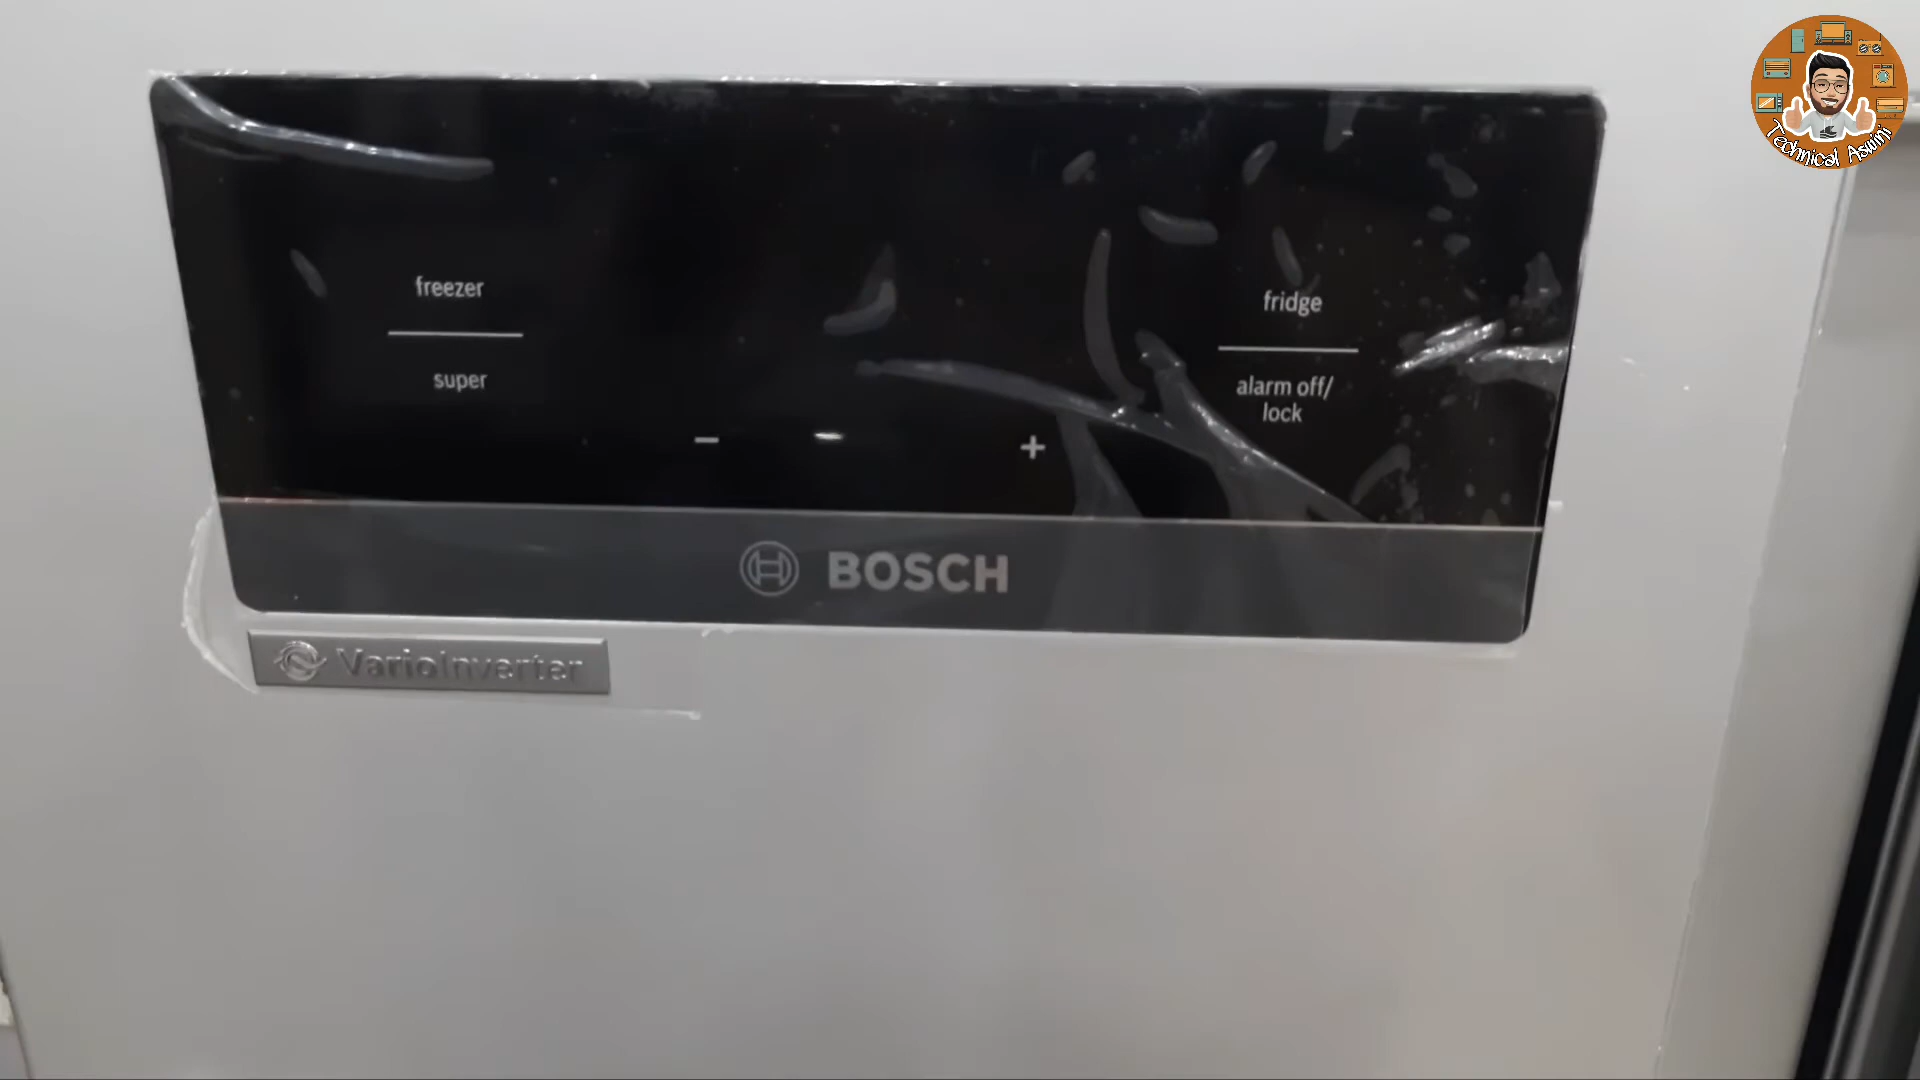 freezer
super
fridge
alarm off/
lock
− +
BOSCH
VarioInverter
Technical Aswini